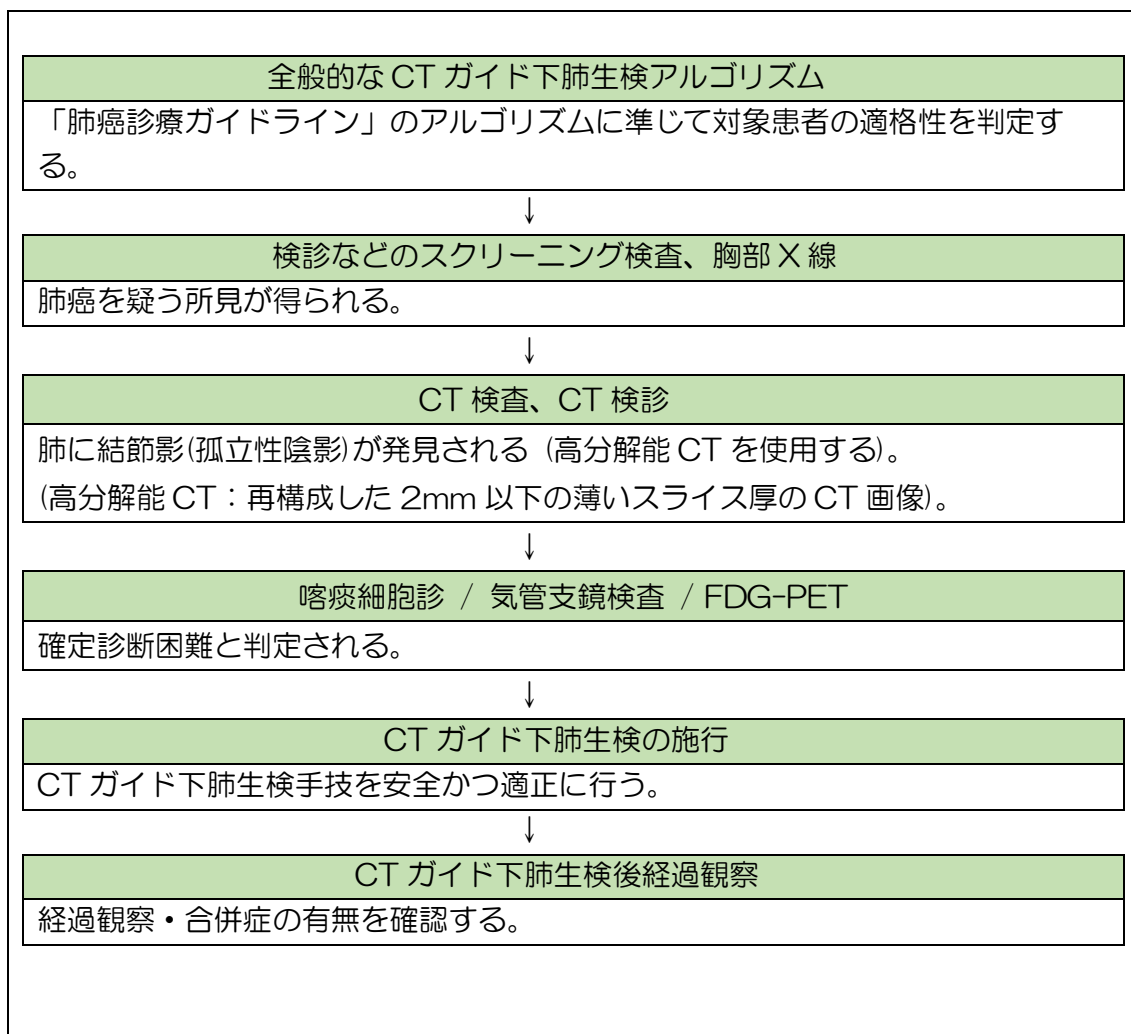 全般的な CT ガイド下肺生検アルゴリズム
「肺癌診療ガイドライン」のアルゴリズムに準じて対象患者の適格性を判定す
る。
↓
検診などのスクリーニング検査、胸部 X 線
肺癌を疑う所見が得られる。
↓
CT 検査、CT 検診
肺に結節影(孤立性陰影)が発見される (高分解能 CT を使用する)。
(高分解能 CT：再構成した 2mm 以下の薄いスライス厚の CT 画像)。
↓
喀痰細胞診 / 気管支鏡検査 / FDG-PET
確定診断困難と判定される。
↓
CT ガイド下肺生検の施行
CT ガイド下肺生検手技を安全かつ適正に行う。
↓
CT ガイド下肺生検後経過観察
経過観察・合併症の有無を確認する。